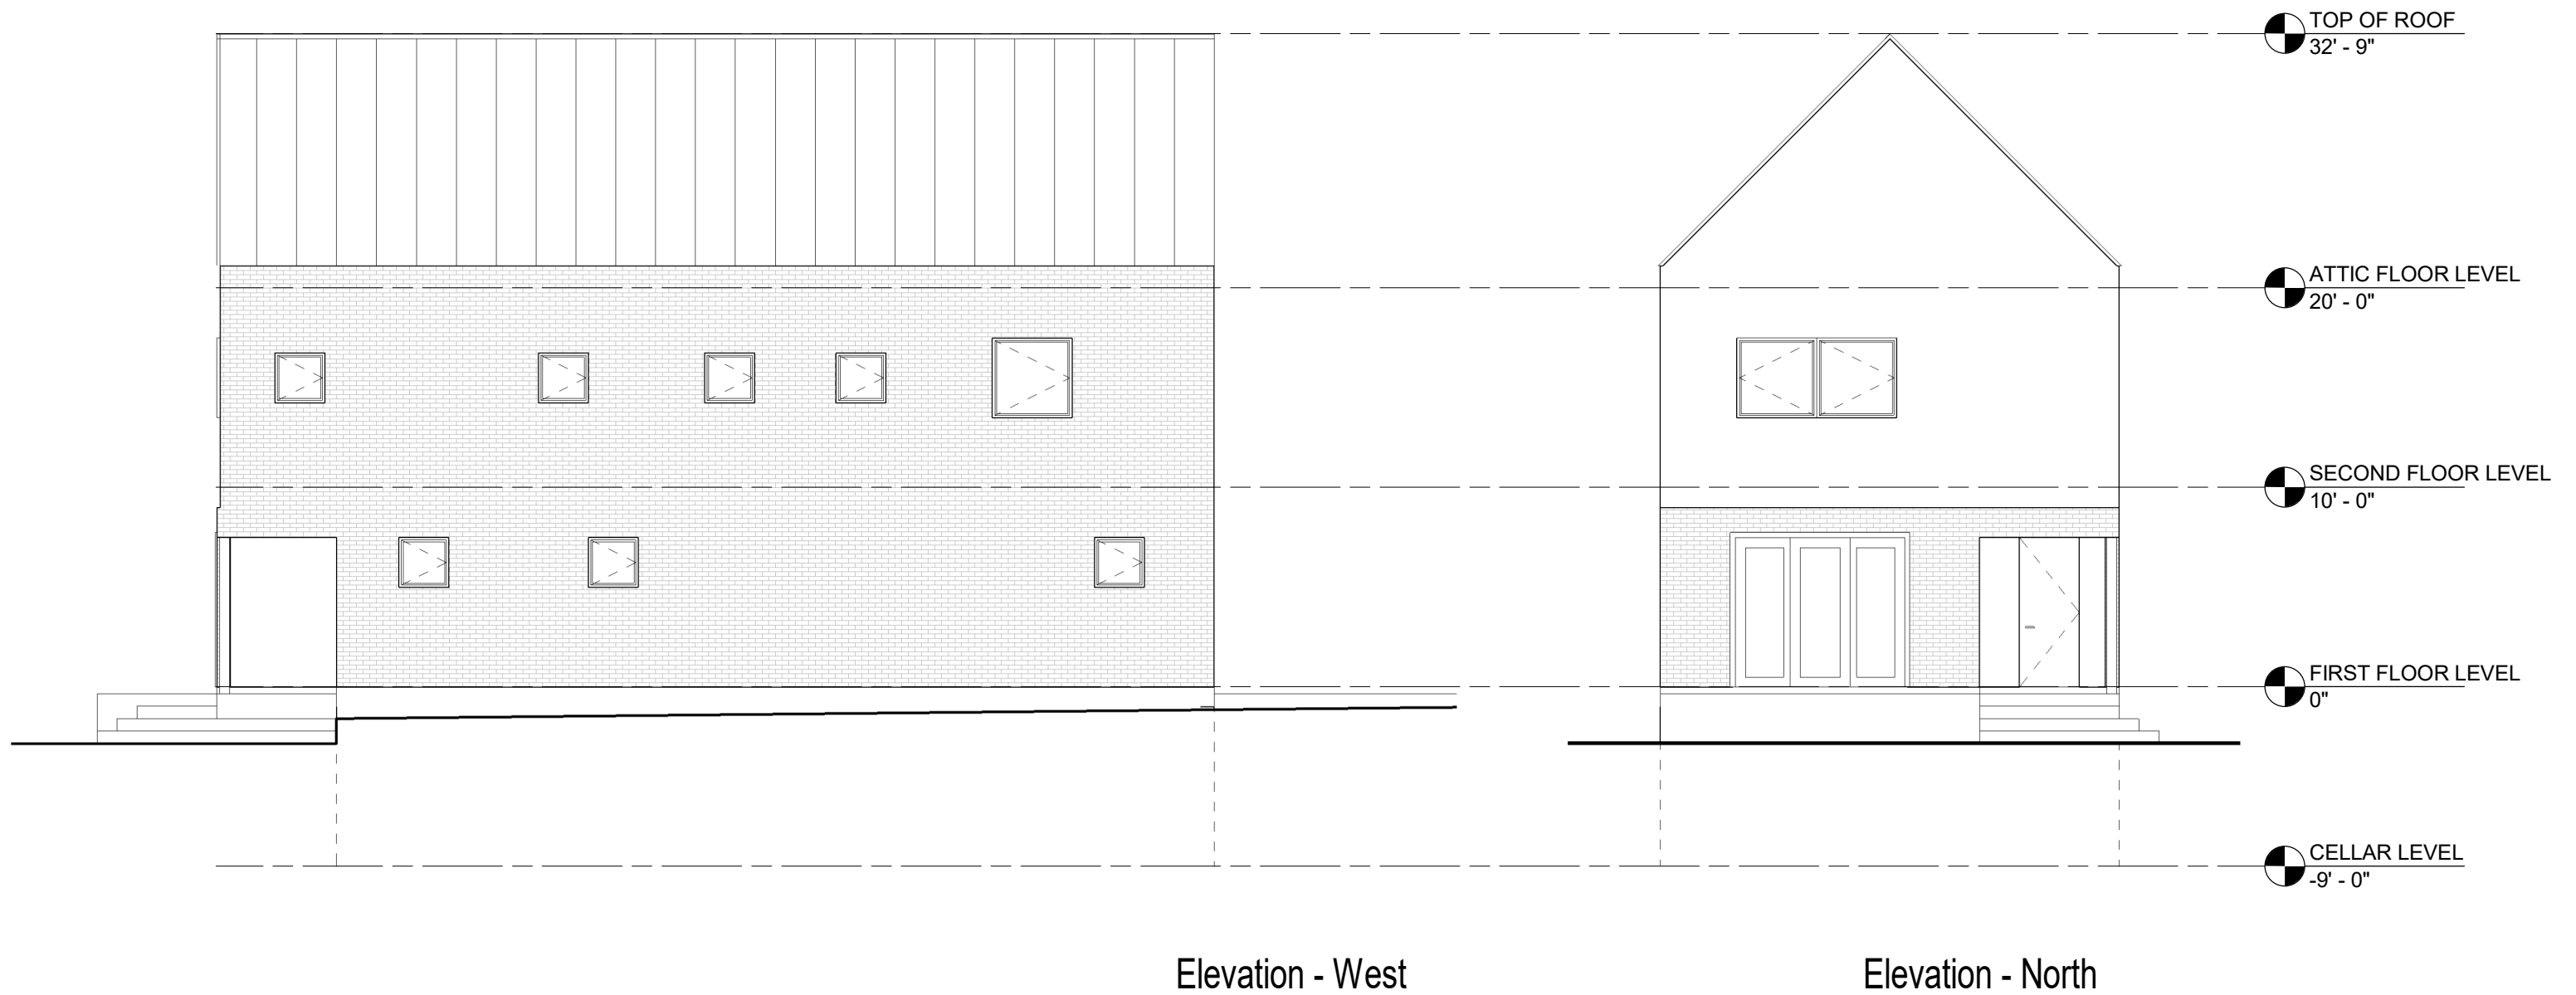 TOP OF ROOF
32' - 9"
ATTIC FLOOR LEVEL
20' - 0"
SECOND FLOOR LEVEL
10' - 0"
FIRST FLOOR LEVEL
0"
CELLAR LEVEL
-9' - 0"
Elevation - West
Elevation - North